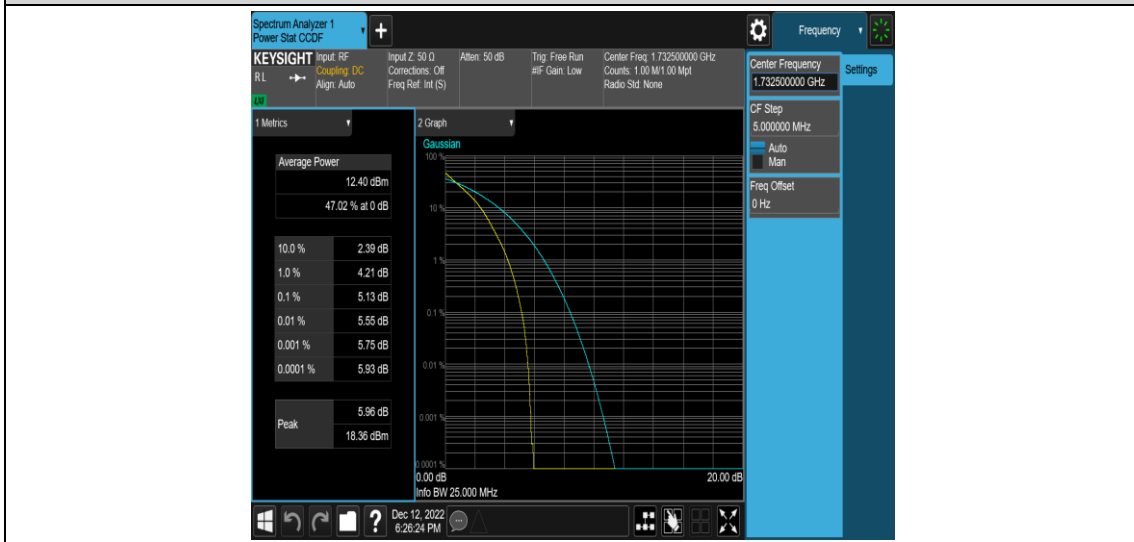 Spectrum Analyzer 1
Power Stat CCDF
+
Frequency
KEYSIGHT
RL
LXI
Input: RF
Coupling: DC
Align: Auto
Input Z: 50 Ω
Corrections: Off
Freq Ref: Int (S)
Atten: 50 dB
Trig: Free Run
#IF Gain: Low
Center Freq: 1.732500000 GHz
Counts: 1.00 M/1.00 Mpt
Radio Std: None
Center Frequency
1.732500000 GHz
Settings
CF Step
5.000000 MHz
Auto
Man
Freq Offset
0 Hz
1 Metrics
Average Power
12.40 dBm
47.02 % at 0 dB
10.0 % 2.39 dB
1.0 % 4.21 dB
0.1 % 5.13 dB
0.01 % 5.55 dB
0.001 % 5.75 dB
0.0001 % 5.93 dB
Peak
5.96 dB
18.36 dBm
2 Graph
Gaussian
100 %
10 %
1 %
0.1 %
0.01 %
0.001 %
0.0001 %
0.00 dB 20.00 dB
Info BW 25.000 MHz
?
Dec 12, 2022
6:26:24 PM